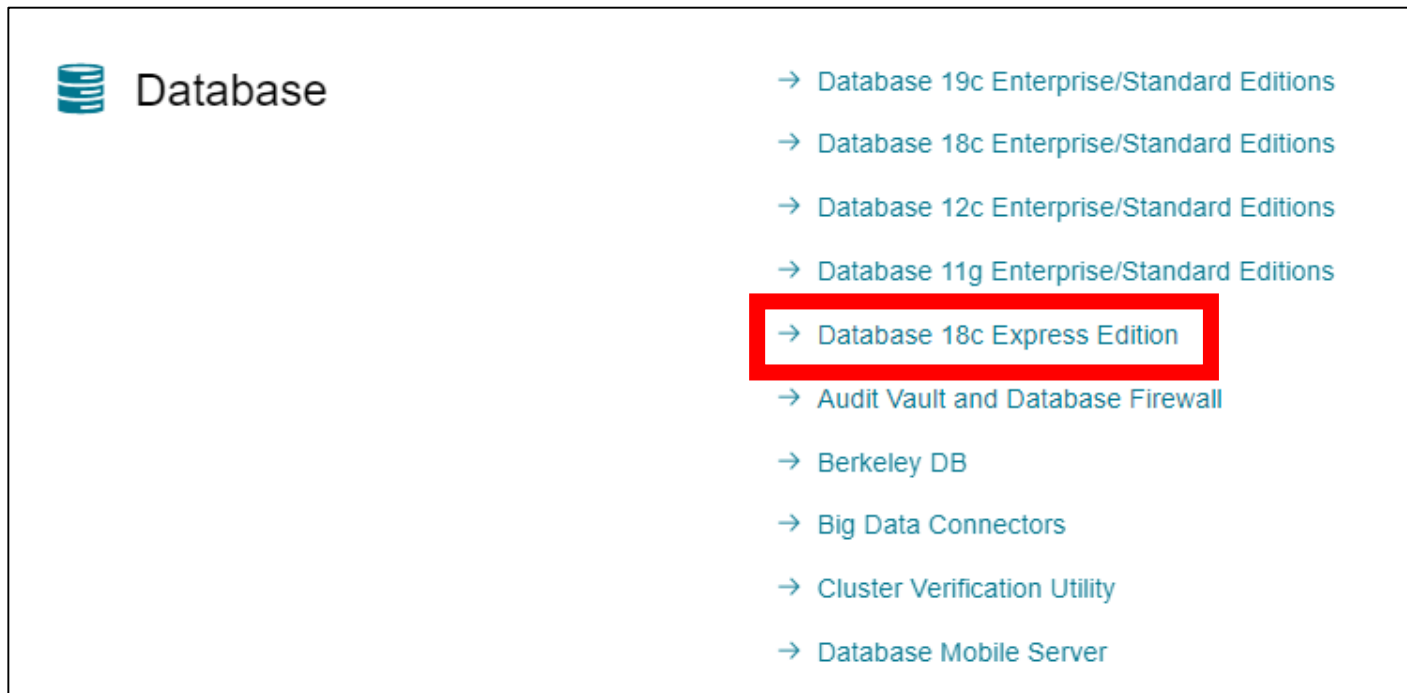 Database
→ Database 19c Enterprise/Standard Editions
→ Database 18c Enterprise/Standard Editions
→ Database 12c Enterprise/Standard Editions
→ Database 11g Enterprise/Standard Editions
→ Database 18c Express Edition
→ Audit Vault and Database Firewall
→ Berkeley DB
→ Big Data Connectors
→ Cluster Verification Utility
→ Database Mobile Server